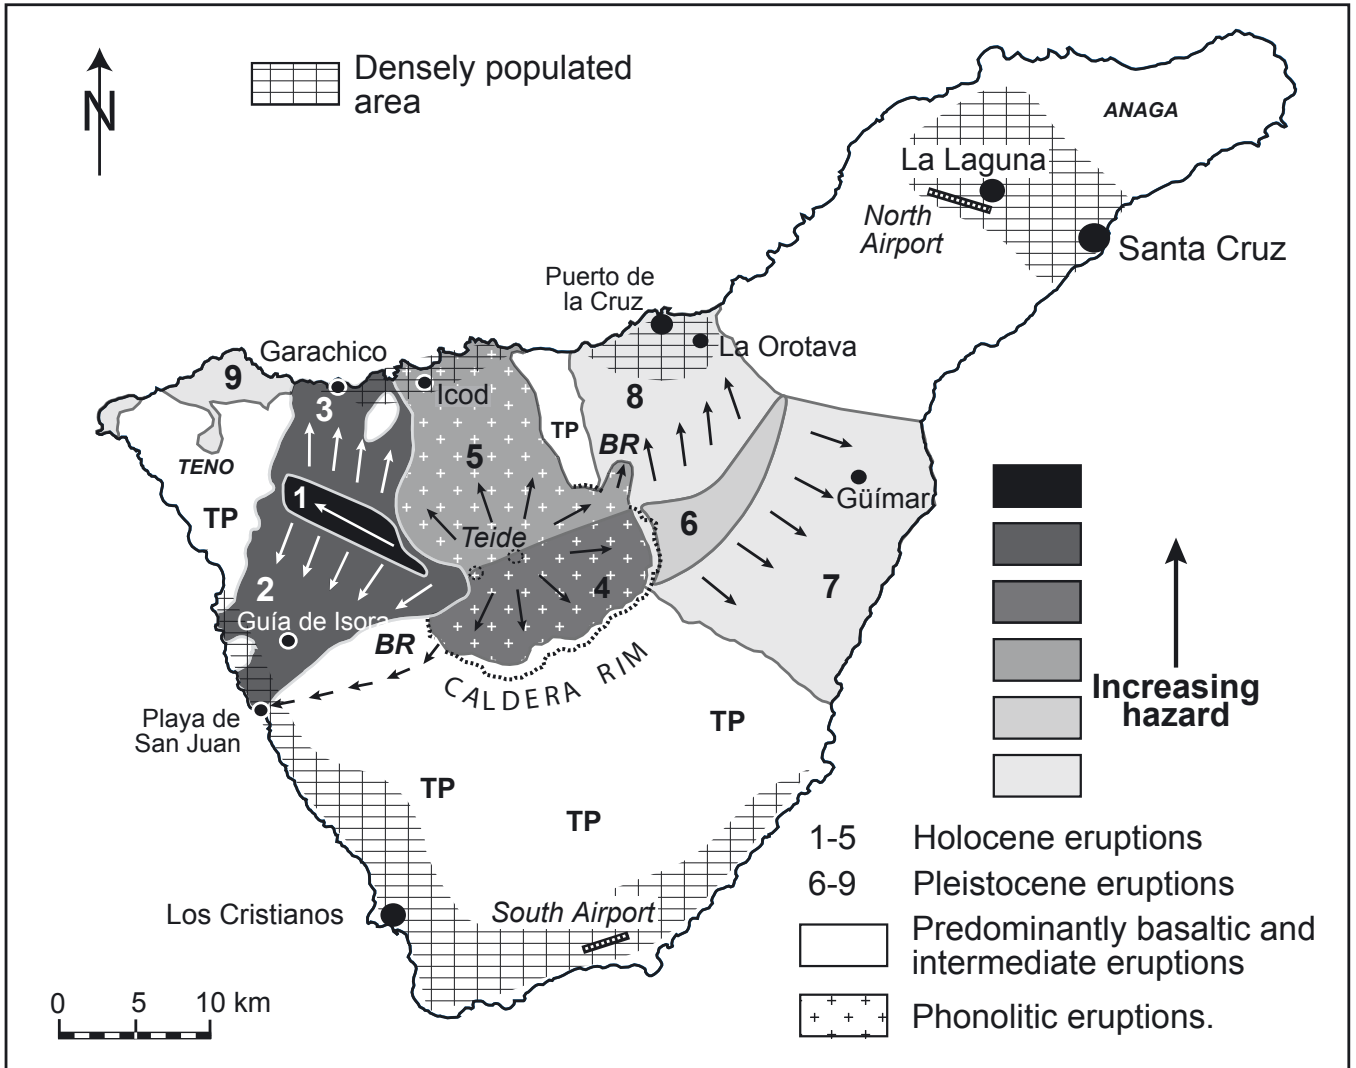 N
Densely populated
area
ANAGA
La Laguna
North
Airport
Santa Cruz
Puerto de
la Cruz
La Orotava
Garachico
Icod
9
3
8
TP
BR
5
TENO
1
TP
Teide
6
Güímar
2
4
7
Guía de Isora
BR
CALDERA RIM
Playa de
San Juan
TP
TP
TP
Increasing
hazard
Los Cristianos
South Airport
0 5 10 km
1-5 Holocene eruptions
6-9 Pleistocene eruptions
Predominantly basaltic and
intermediate eruptions
Phonolitic eruptions.